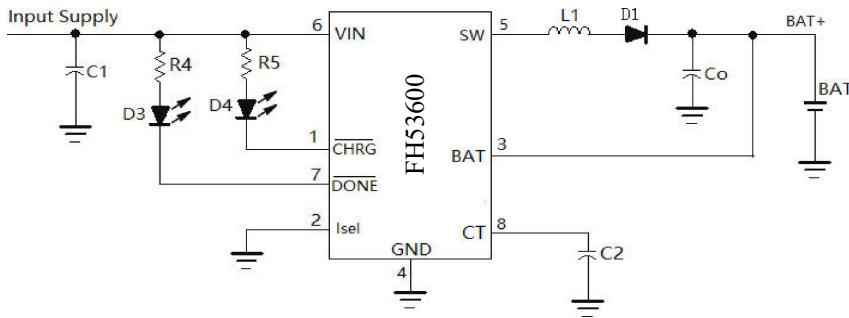 Input Supply
C1
R4
R5
D3
D4
6
VIN
1
CHRG
7
DONE
2
Isel
FH53600
GND
4
SW
5
L1
D1
Co
BAT+
BAT
BAT
3
CT
8
C2